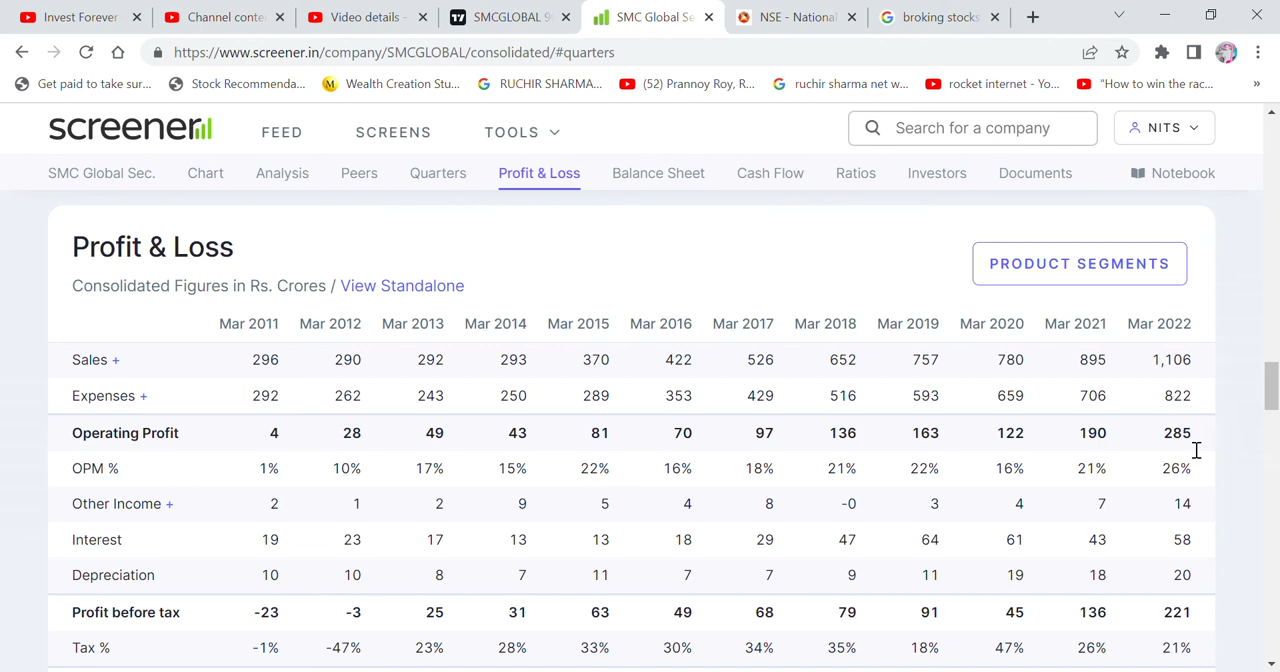 Invest Forever
Channel conte
Video details -
SMCGLOBAL 9
SMC Global Se
NSE - National
broking stocks
https://www.screener.in/company/SMCGLOBAL/consolidated/#quarters
Get paid to take sur...
Stock Recommenda...
Wealth Creation Stu...
RUCHIR SHARMA...
(52) Prannoy Roy, R...
ruchir sharma net w...
rocket internet - Yo...
"How to win the rac...
»
screener
FEED
SCREENS
TOOLS
Search for a company
NITS
SMC Global Sec.
Chart
Analysis
Peers
Quarters
Profit & Loss
Balance Sheet
Cash Flow
Ratios
Investors
Documents
Notebook
Profit & Loss
PRODUCT SEGMENTS
Consolidated Figures in Rs. Crores / View Standalone
Mar 2011 Mar 2012 Mar 2013 Mar 2014 Mar 2015 Mar 2016 Mar 2017 Mar 2018 Mar 2019 Mar 2020 Mar 2021 Mar 2022
Sales + 296 290 292 293 370 422 526 652 757 780 895 1,106
Expenses + 292 262 243 250 289 353 429 516 593 659 706 822
Operating Profit 4 28 49 43 81 70 97 136 163 122 190 285
OPM % 1% 10% 17% 15% 22% 16% 18% 21% 22% 16% 21% 26%
Other Income + 2 1 2 9 5 4 8 -0 3 4 7 14
Interest 19 23 17 13 13 18 29 47 64 61 43 58
Depreciation 10 10 8 7 11 7 7 9 11 19 18 20
Profit before tax -23 -3 25 31 63 49 68 79 91 45 136 221
Tax % -1% -47% 23% 28% 33% 30% 34% 35% 18% 47% 26% 21%